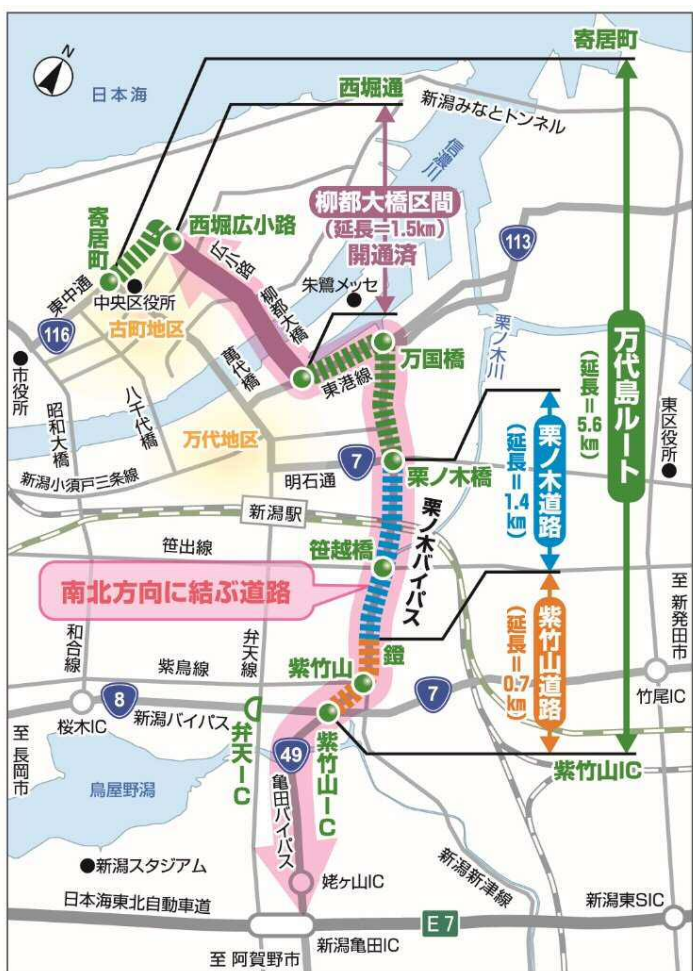 寄居町
N
日本海
西堀通
新潟みなとトンネル
信濃川
柳都大橋区間
(延長=1.5km)
開通済
西堀広小路
広小路
寄居町
113
東中通
中央区役所
朱鷺メッセ
柳都大橋
116
古町地区
栗ノ木川
万国橋
萬代橋
東港線
万代島ルート
(延長=5.6km)
市役所
昭和大橋
八千代橋
万代地区
栗ノ木道路
(延長=1.4km)
東区役所
新潟小須戸三条線
明石通
7
栗ノ木橋
新潟駅
栗ノ木バイパス
笹出線
笹越橋
南北方向に結ぶ道路
至 新発田市
和合線
弁天線
鐙
紫竹山道路
(延長=0.7km)
紫鳥線
紫竹山
8
新潟バイパス
7
桜木IC
竹尾IC
至 長岡市
弁天IC
紫竹山IC
紫竹山IC
49
亀田バイパス
鳥屋野潟
新潟スタジアム
姥ヶ山IC
新潟新津線
日本海東北自動車道
新潟東SIC
E7
新潟亀田IC
至 阿賀野市